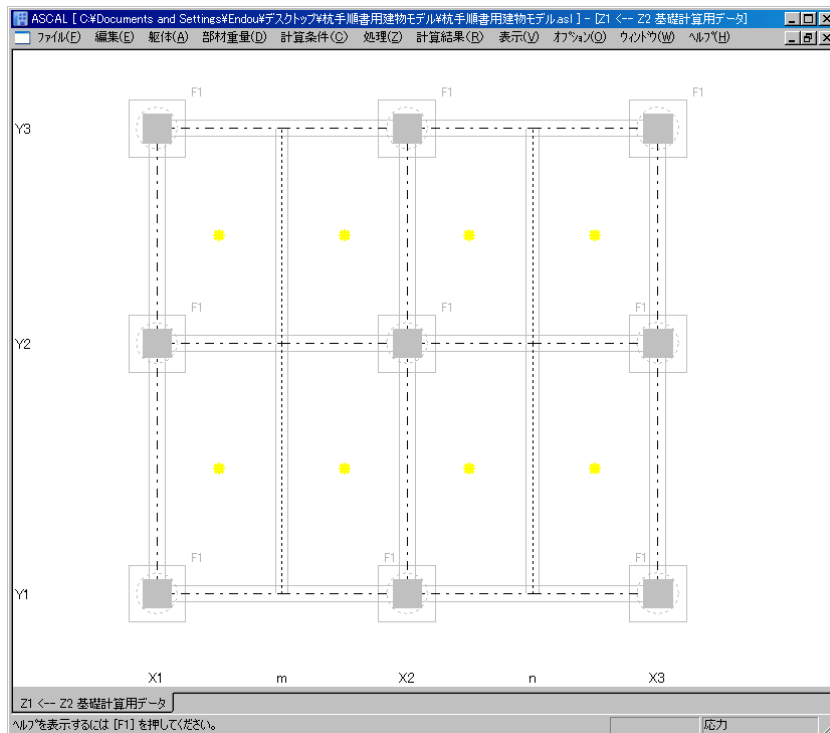 ASCAL [ C:¥Documents and Settings¥Endou¥デスクトップ¥杭手順書用建物モデル¥杭手順書用建物モデル.asl ] - [Z1 <-- Z2 基礎計算用データ]
ファイル(F) 編集(E) 躯体(A) 部材重量(D) 計算条件(C) 処理(Z) 計算結果(R) 表示(V) オプション(O) ウィンドウ(W) ヘルプ(H)
F1 F1 F1
Y3
F1 F1 F1
Y2
F1 F1 F1
Y1
X1 m X2 n X3
Z1 <-- Z2 基礎計算用データ
ヘルプを表示するには [F1] を押してください。 応力